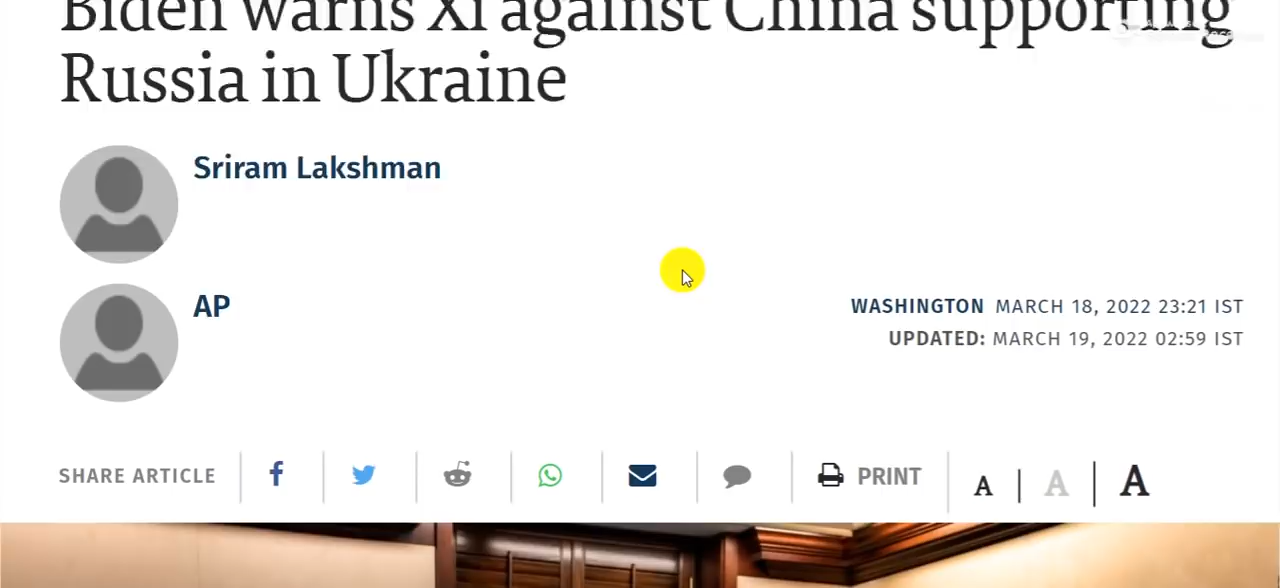 Biden warns Xi against China supporting
Russia in Ukraine
Sriram Lakshman
AP
WASHINGTON MARCH 18, 2022 23:21 IST
UPDATED: MARCH 19, 2022 02:59 IST
SHARE ARTICLE PRINT A A A